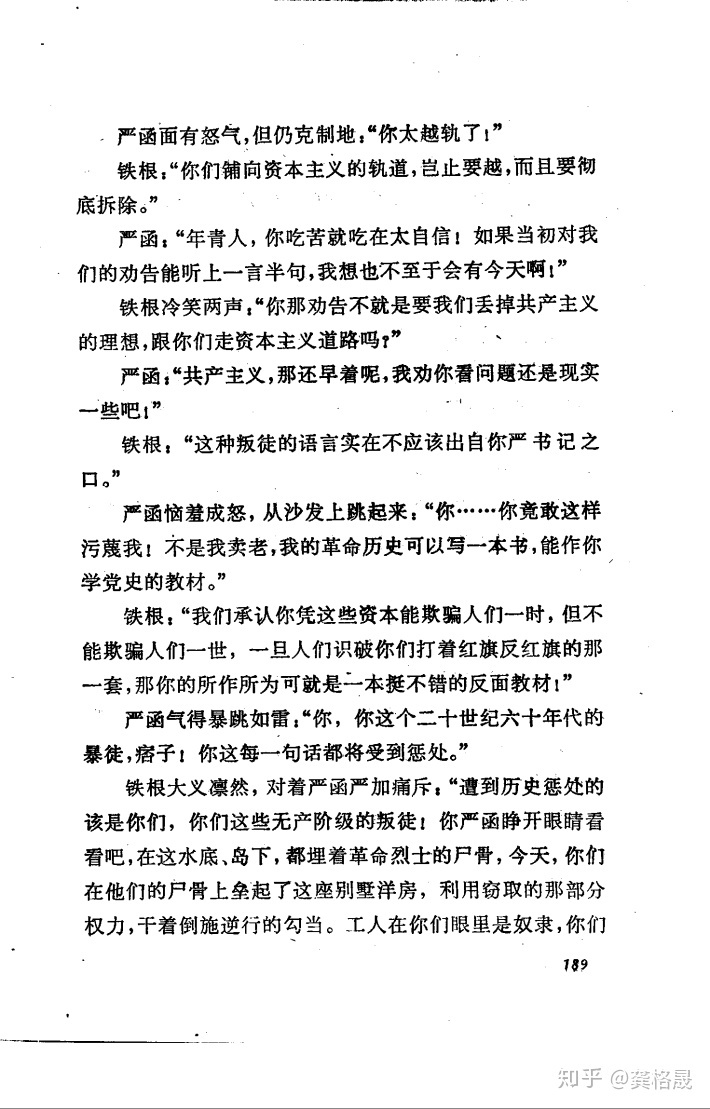 严函面有怒气,但仍克制地:“你太越轨了!”
铁根:“你们铺向资本主义的轨道,岂止要越,而且要彻
底拆除。”
严函:“年青人,你吃苦就吃在太自信!如果当初对我
们的劝告能听上一言半句,我想也不至于会有今天啊!”
铁根冷笑两声:“你那劝告不就是要我们丢掉共产主义
的理想,跟你们走资本主义道路吗?”
严函:“共产主义,那还早着呢,我劝你看问题还是现实
一些吧!”
铁根:“这种叛徒的语言实在不应该出自你严书记之
口。”
严函恼羞成怒,从沙发上跳起来:“你……你竟敢这样
污蔑我!不是我卖老,我的革命历史可以写一本书,能作你
学党史的教材。”
铁根:“我们承认你凭这些资本能欺骗人们一时,但不
能欺骗人们一世,一旦人们识破你们打着红旗反红旗的那
一套,那你的所作所为可就是一本挺不错的反面教材!”
严函气得暴跳如雷:“你,你这个二十世纪六十年代的
暴徒,痞子!你这每一句话都将受到惩处。”
铁根大义凛然,对着严函严加痛斥:“遭到历史惩处的
该是你们,你们这些无产阶级的叛徒!你严函睁开眼睛看
看吧,在这水底、岛下,都埋着革命烈士的尸骨,今天,你们
在他们的尸骨上垒起了这座别墅洋房,利用窃取的那部分
权力,干着倒施逆行的勾当。工人在你们眼里是奴隶,你们
189
知乎 @龚格晟